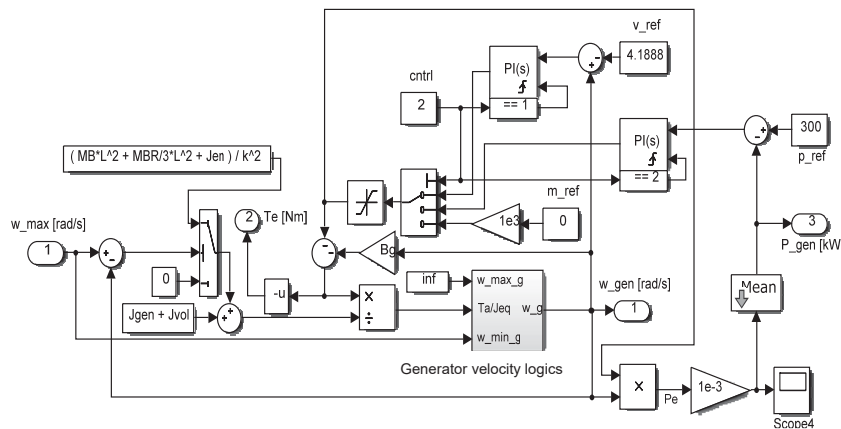 v_ref
4.1888
PI(s)
cntrl
2
== 1
300
p_ref
PI(s)
== 2
( MB*L^2 + MBR/3*L^2 + Jen ) / k^2
m_ref
1e3
0
w_max [rad/s]
1
2
Te [Nm]
3
P_gen [kW
+
-
0
-
-
Bg
inf
w_max_g
Ta/Jeq
w_g
w_min_g
w_gen [rad/s]
1
Mean
-u
×
÷
Jgen + Jvol
+
+
Generator velocity logics
×
Pe
1e-3
Scope4